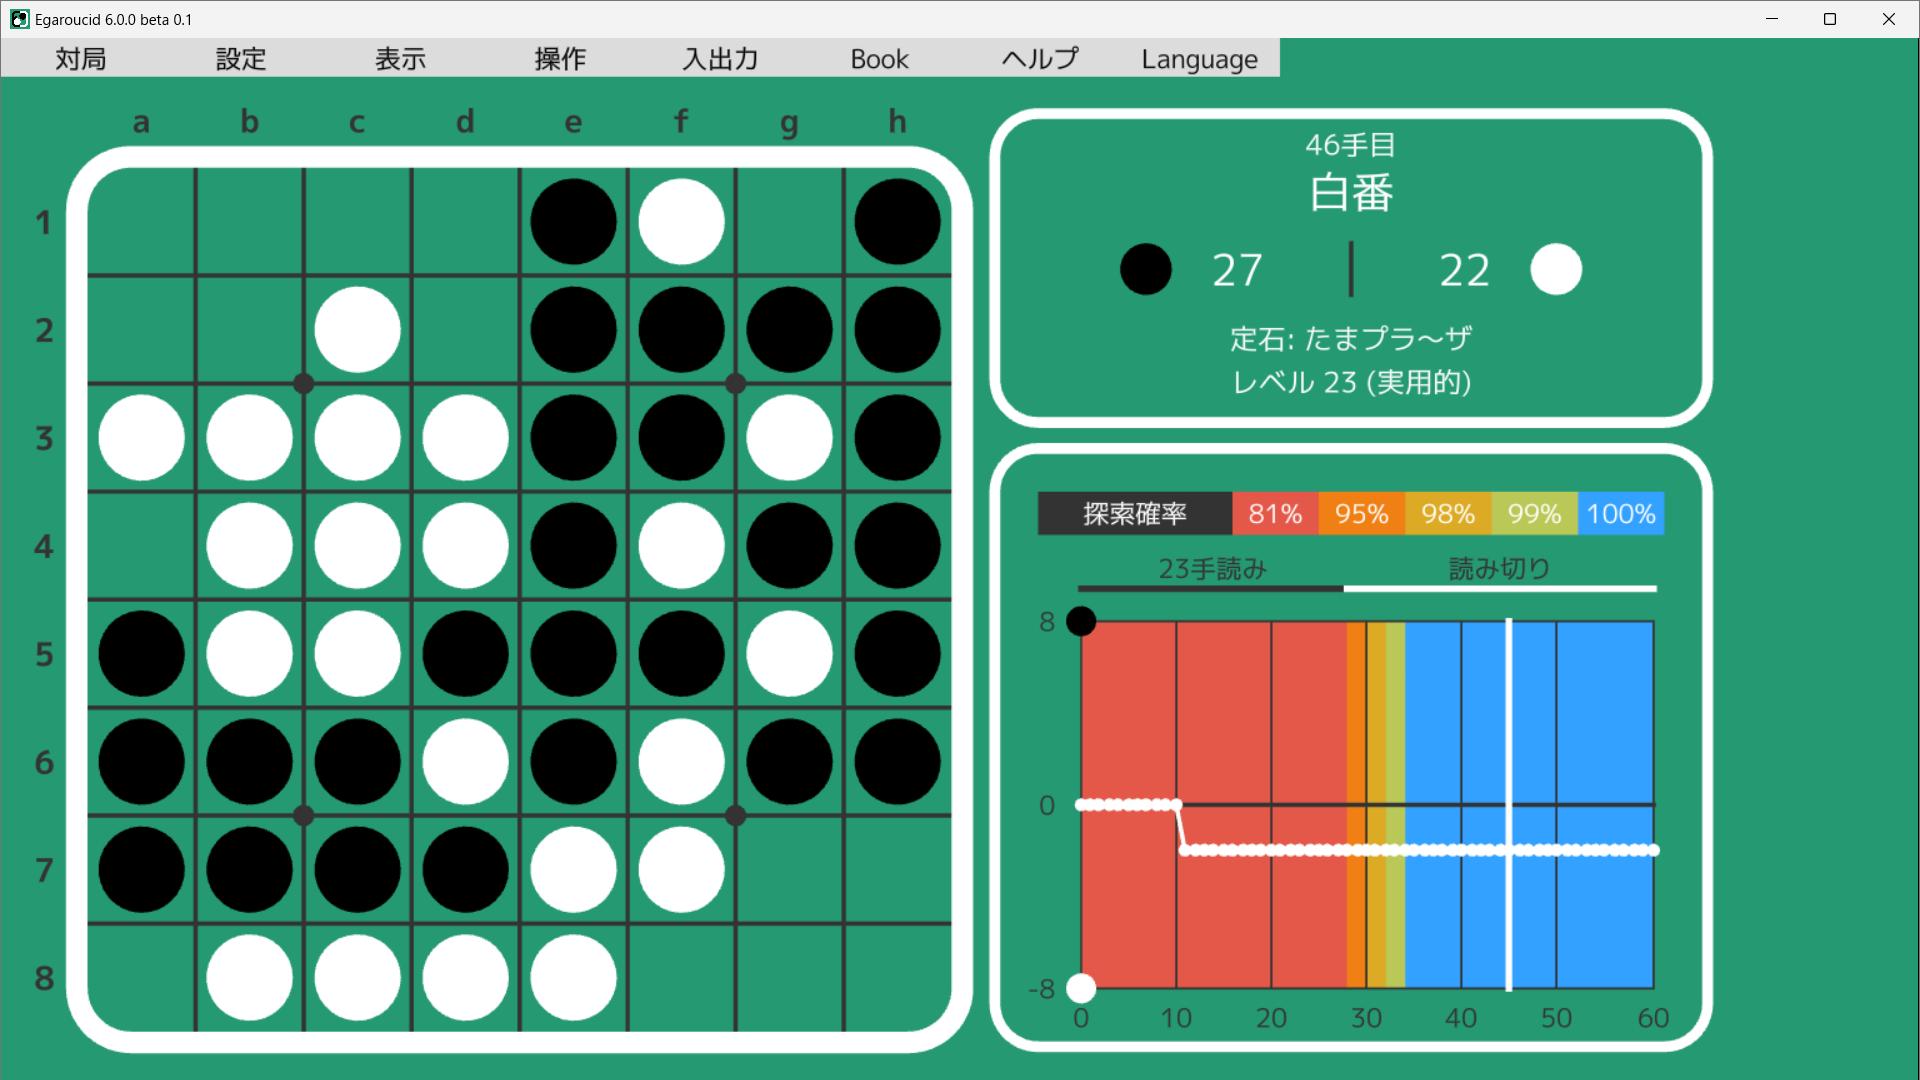 Egaroucid 6.0.0 beta 0.1
対局 設定 表示 操作 入出力 Book ヘルプ Language
a b c d e f g h
1
2
3
4
5
6
7
8
46手目
白番
27 22
定石: たまプラ〜ザ
レベル 23 (実用的)
探索確率 81% 95% 98% 99% 100%
23手読み 読み切り
8
0
-8
0 10 20 30 40 50 60